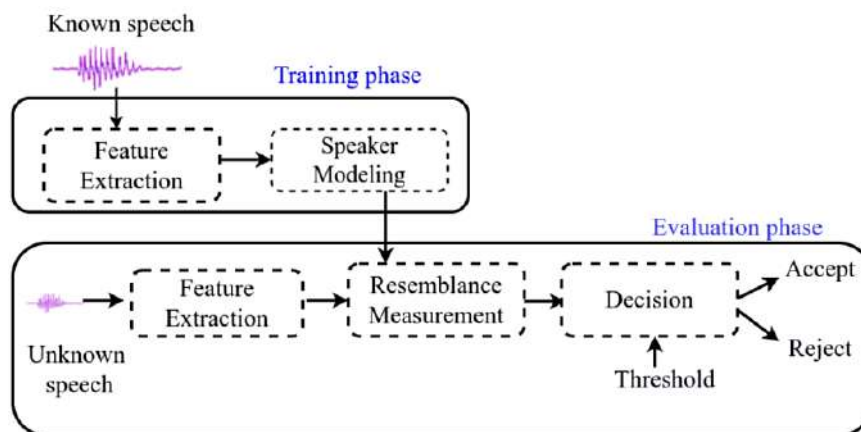 Known speech
Training phase
Feature
Extraction
Speaker
Modeling
Evaluation phase
Unknown
speech
Feature
Extraction
Resemblance
Measurement
Decision
Threshold
Accept
Reject